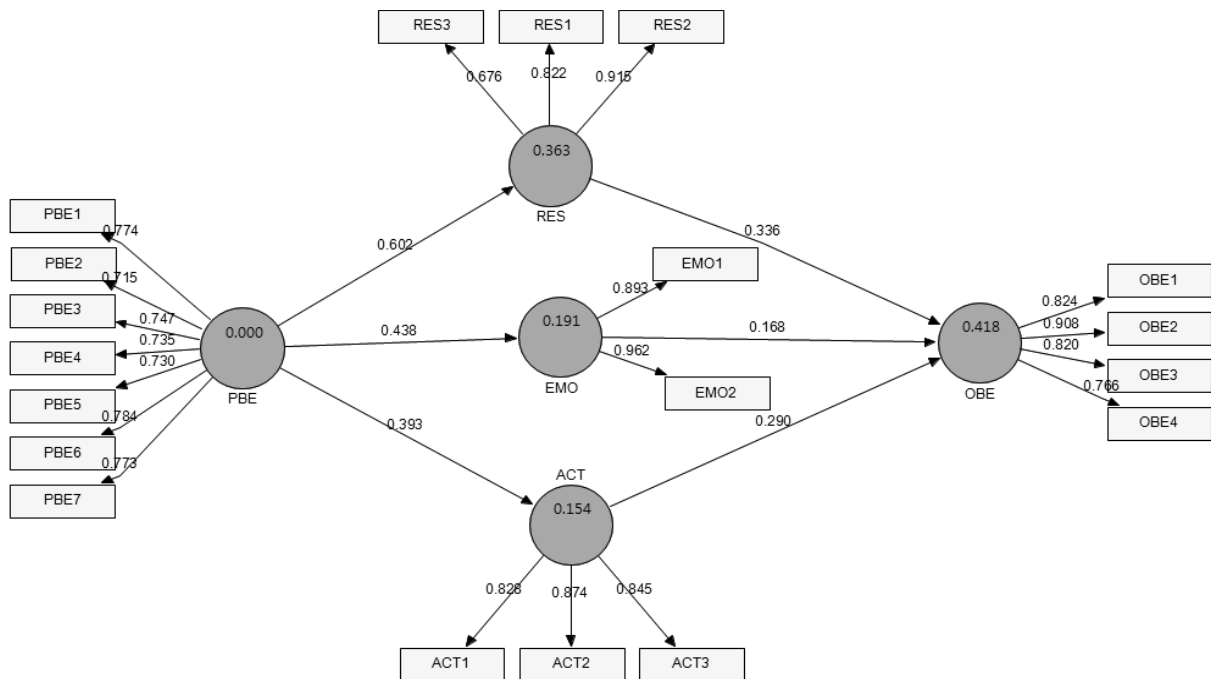 RES3 RES1 RES2
0.676 0.822 0.915
0.363
RES
PBE1
0.774
PBE2
0.715
PBE3
0.747
PBE4
0.735
PBE5
0.730
PBE6
0.784
PBE7
0.773
0.000
PBE
0.602
0.438
0.393
EMO1
0.893
0.191
EMO
0.962
EMO2
0.336
0.168
0.290
ACT
0.154
0.828 0.874 0.845
ACT1 ACT2 ACT3
0.418
OBE
OBE1
0.824
OBE2
0.908
OBE3
0.820
OBE4
0.766